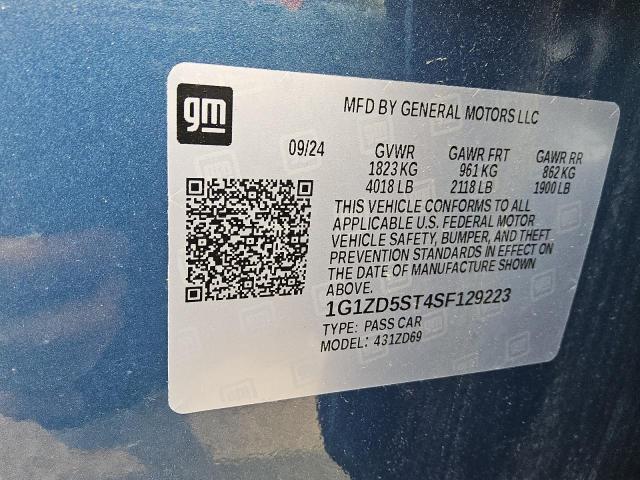 gm
MFD BY GENERAL MOTORS LLC
09/24 GVWR GAWR FRT GAWR RR
1823 KG 961 KG 862 KG
4018 LB 2118 LB 1900 LB
THIS VEHICLE CONFORMS TO ALL
APPLICABLE U.S. FEDERAL MOTOR
VEHICLE SAFETY, BUMPER, AND THEFT
PREVENTION STANDARDS IN EFFECT ON
THE DATE OF MANUFACTURE SHOWN
ABOVE.
1G1ZD5ST4SF129223
TYPE: PASS CAR
MODEL: 431ZD69